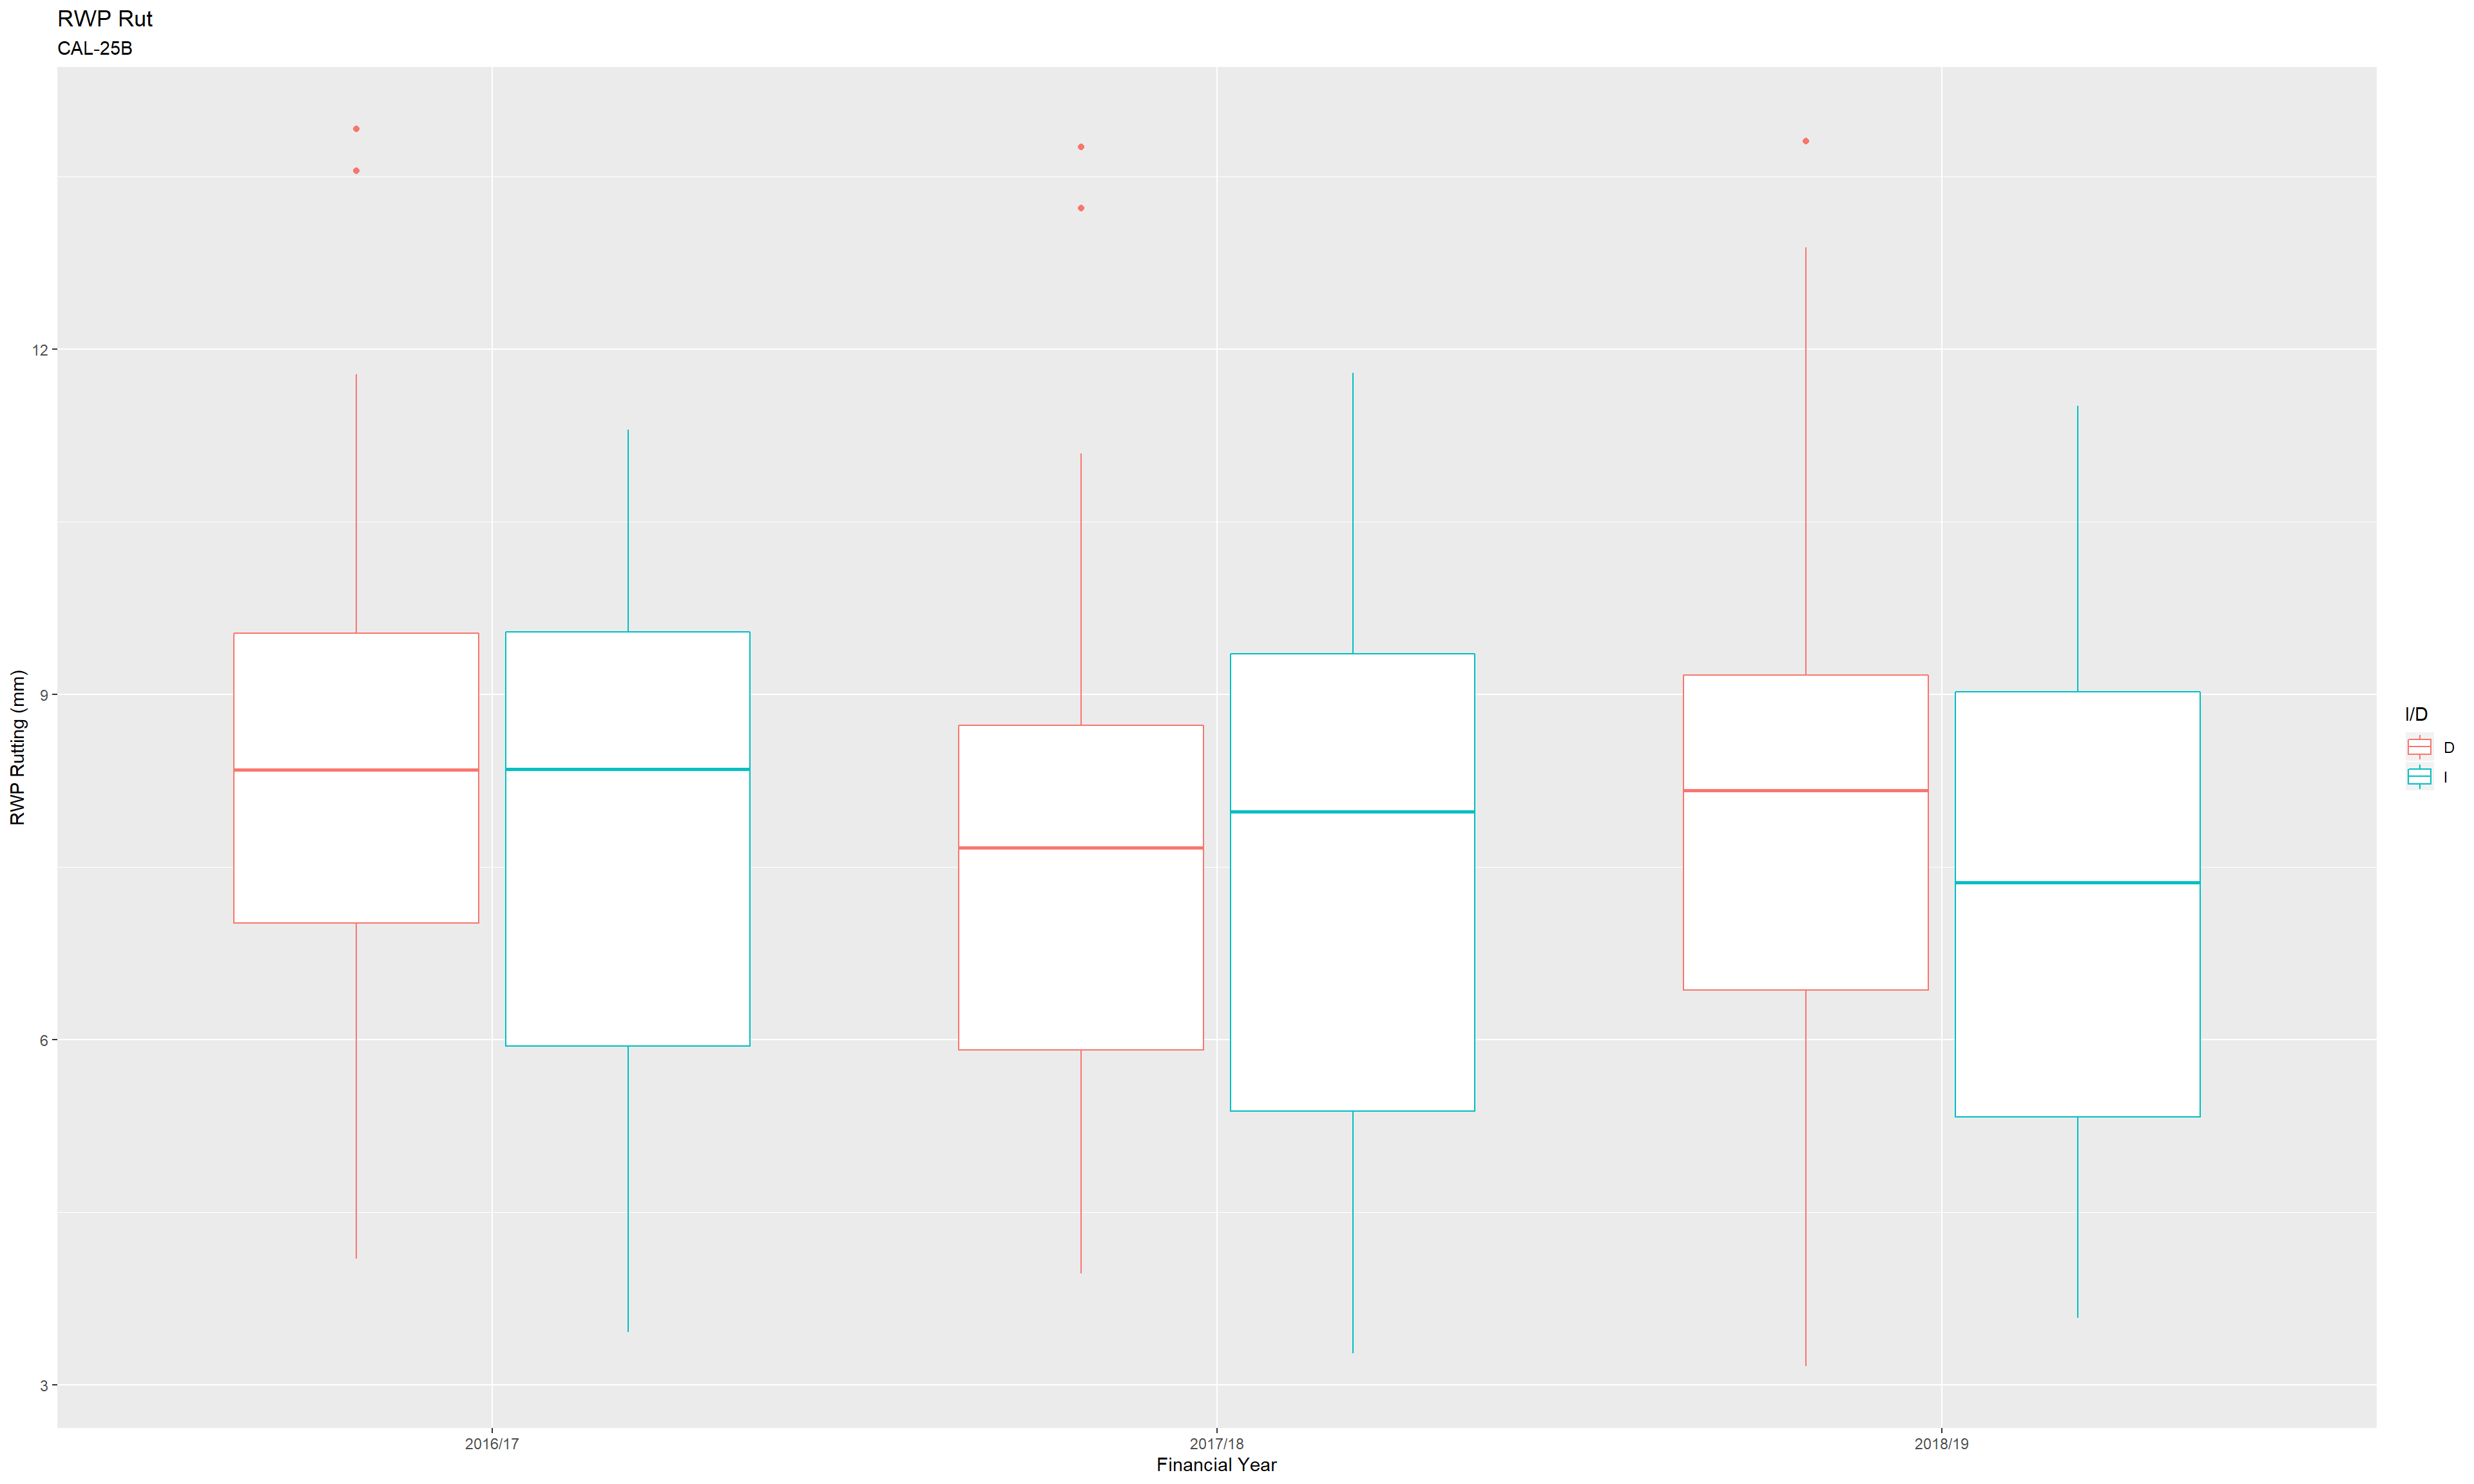 RWP Rut
CAL-25B
RWP Rutting (mm)
12
9
6
3
2016/17
2017/18
2018/19
Financial Year
I/D
D
I